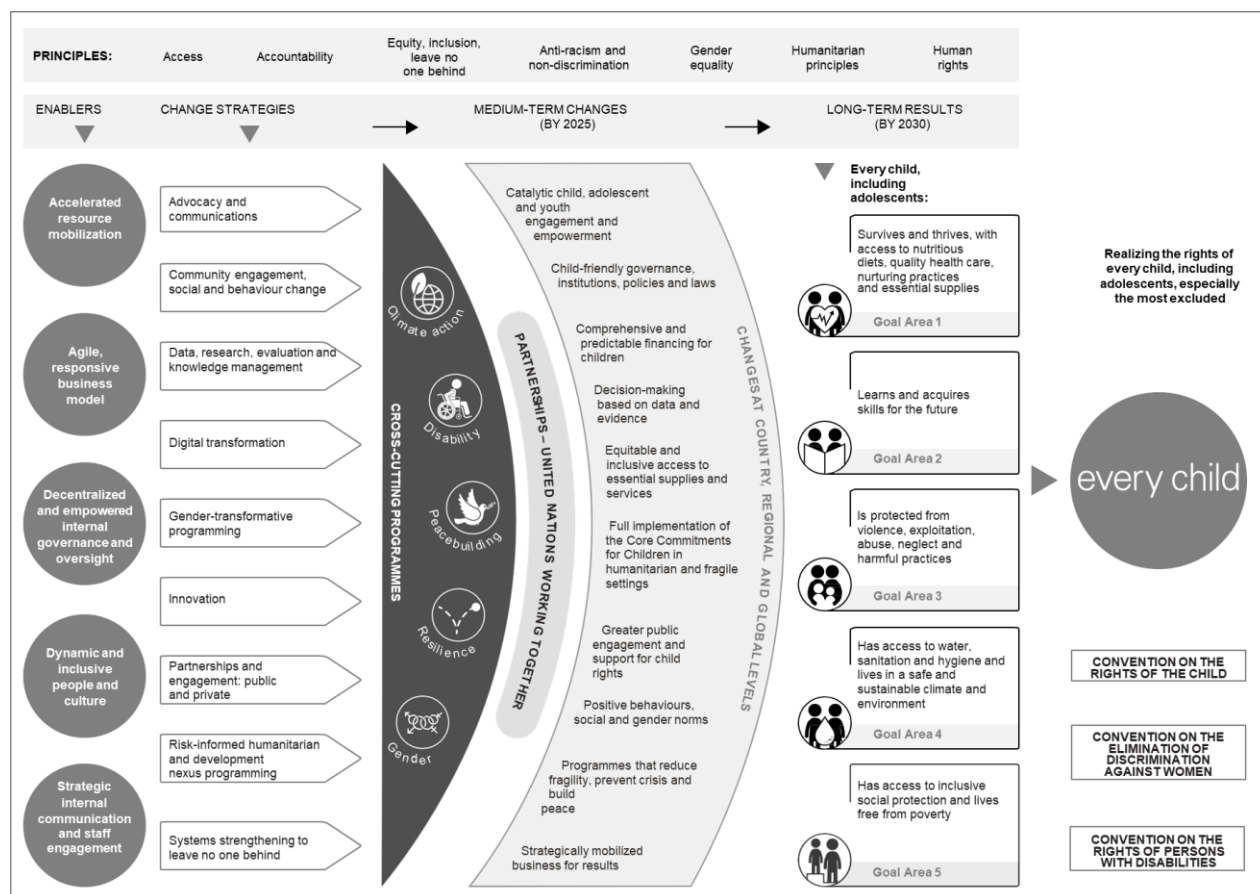 PRINCIPLES:
Access
Accountability
Equity, inclusion,
leave no
one behind
Anti-racism and
non-discrimination
Gender
equality
Humanitarian
principles
Human
rights
ENABLERS
CHANGE STRATEGIES
MEDIUM-TERM CHANGES
(BY 2025)
LONG-TERM RESULTS
(BY 2030)
Accelerated
resource
mobilization
Agile,
responsive
business
model
Decentralized
and empowered
internal
governance and
oversight
Dynamic and
inclusive
people and
culture
Strategic
internal
communication
and staff
engagement
Advocacy and
communications
Community engagement,
social and behaviour change
Data, research, evaluation and
knowledge management
Digital transformation
Gender-transformative
programming
Innovation
Partnerships and
engagement: public
and private
Risk-informed humanitarian
and development
nexus programming
Systems strengthening to
leave no one behind
CROSS-CUTTING PROGRAMMES
Climate action
Disability
Peacebuilding
Resilience
Gender
PARTNERSHIPS – UNITED NATIONS WORKING TOGETHER
Catalytic child, adolescent
and youth
engagement and
empowerment
Child-friendly governance,
institutions, policies and laws
Comprehensive and
predictable financing for
children
Decision-making
based on data and
evidence
Equitable and
inclusive access to
essential supplies and
services
Full implementation of
the Core Commitments
for Children in
humanitarian and fragile
settings
Greater public
engagement and
support for child
rights
Positive behaviours,
social and gender norms
Programmes that reduce
fragility, prevent crisis and
build
peace
Strategically mobilized
business for results
CHANGESAT COUNTRY, REGIONAL AND GLOBAL LEVELS
Every child,
including
adolescents:
Survives and thrives, with
access to nutritious
diets, quality health care,
nurturing practices
and essential supplies
Goal Area 1
Learns and acquires
skills for the future
Goal Area 2
Is protected from
violence, exploitation,
abuse, neglect and
harmful practices
Goal Area 3
Has access to water,
sanitation and hygiene and
lives in a safe and
sustainable climate and
environment
Goal Area 4
Has access to inclusive
social protection and lives
free from poverty
Goal Area 5
Realizing the rights of
every child, including
adolescents, especially
the most excluded
every child
CONVENTION ON THE
RIGHTS OF THE CHILD
CONVENTION ON THE
ELIMINATION OF
DISCRIMINATION
AGAINST WOMEN
CONVENTION ON THE
RIGHTS OF PERSONS
WITH DISABILITIES